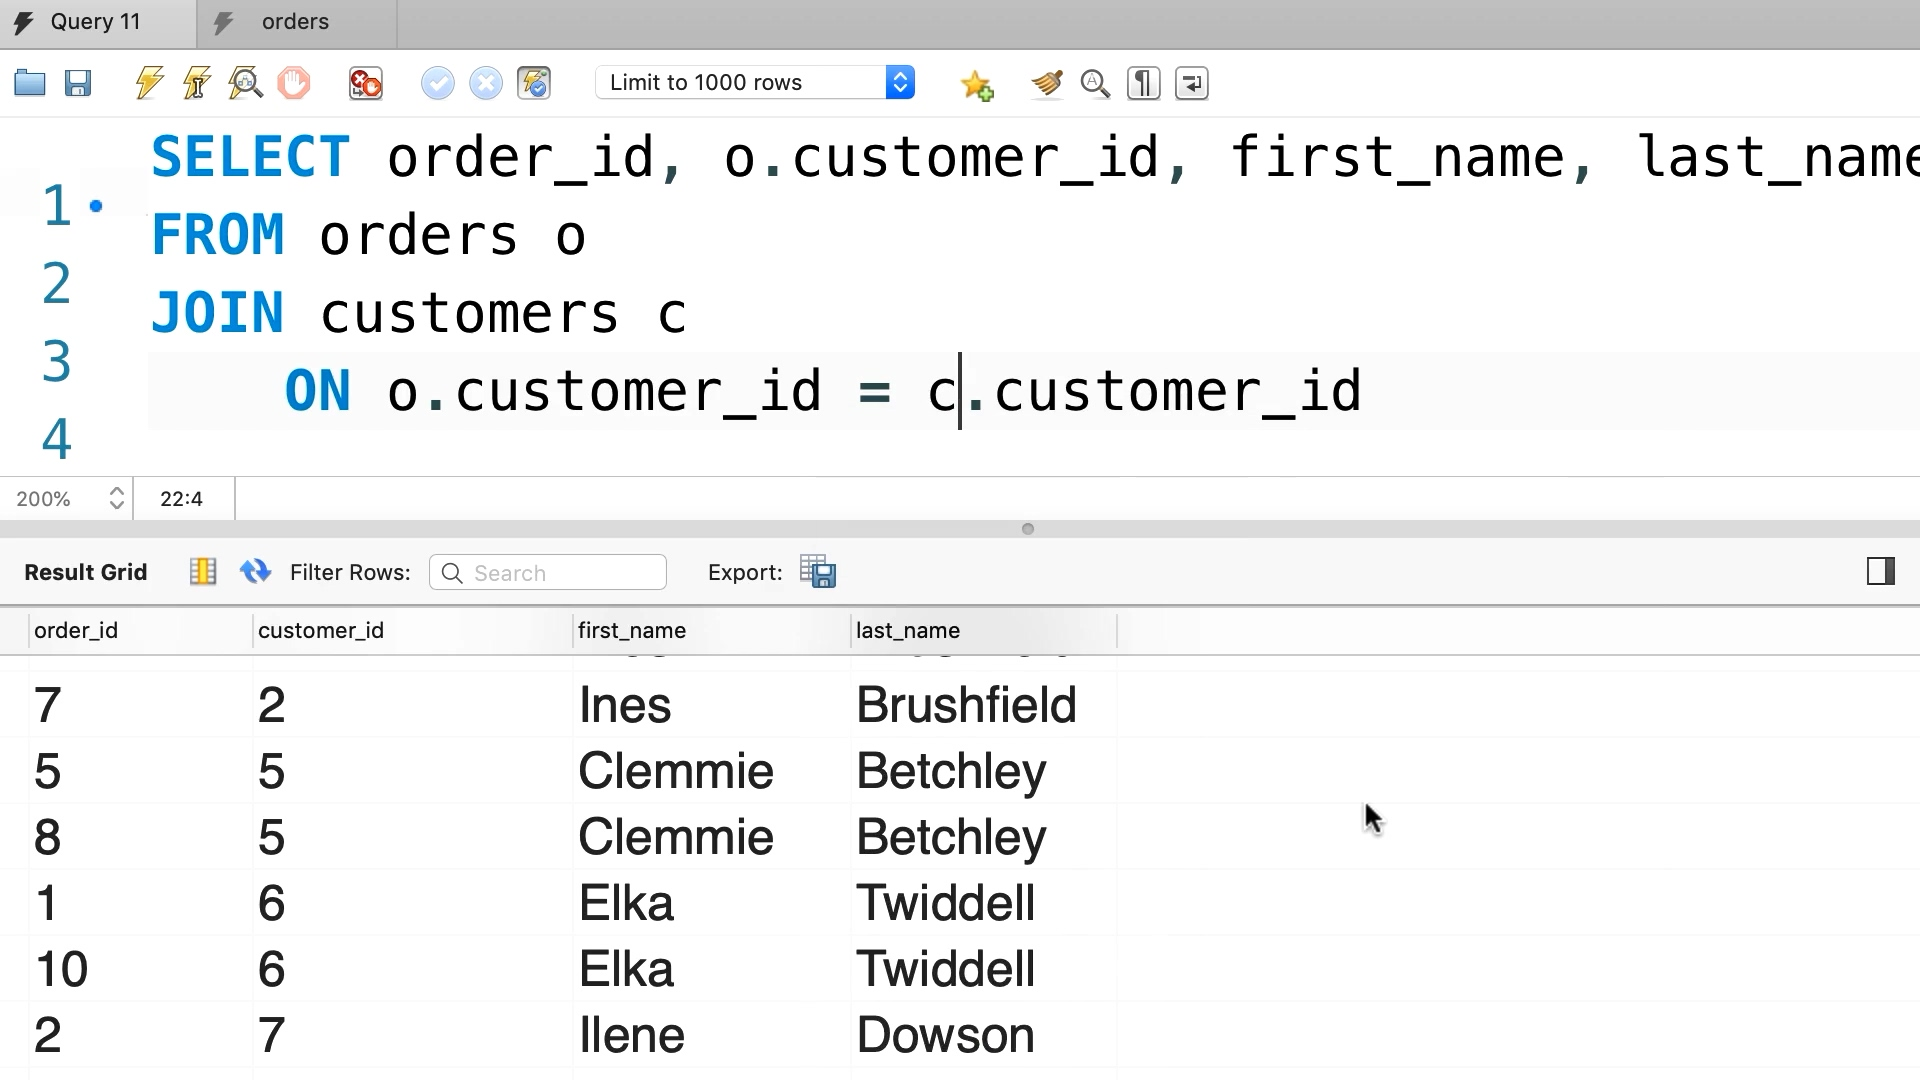 Query 11 orders
Limit to 1000 rows
SELECT order_id, o.customer_id, first_name, last_name
1 FROM orders o
2 JOIN customers c
3 ON o.customer_id = c.customer_id
4
200% 22:4
Result Grid Filter Rows: Search Export:
order_id customer_id first_name last_name
7 2 Ines Brushfield
5 5 Clemmie Betchley
8 5 Clemmie Betchley
1 6 Elka Twiddell
10 6 Elka Twiddell
2 7 Ilene Dowson